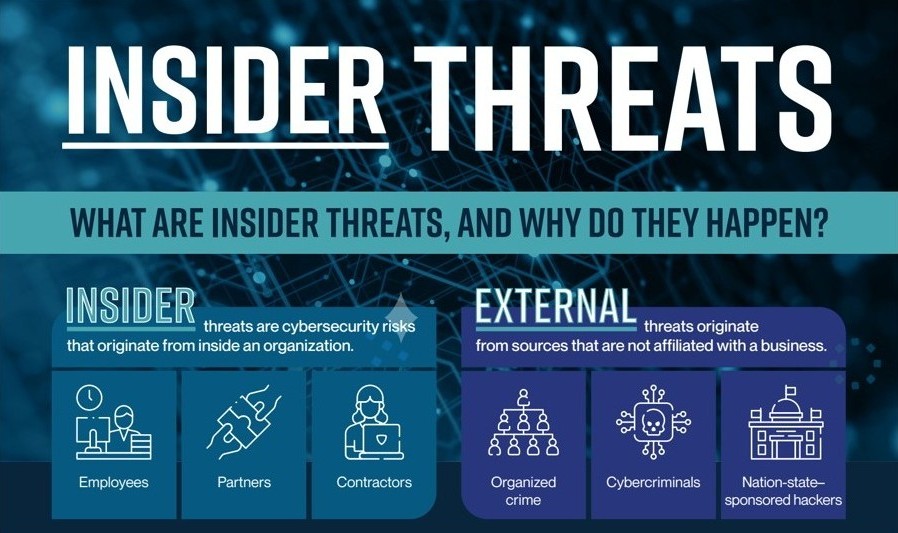 INSIDER THREATS
WHAT ARE INSIDER THREATS, AND WHY DO THEY HAPPEN?
INSIDER threats are cybersecurity risks
that originate from inside an organization.
Employees
Partners
Contractors
EXTERNAL threats originate
from sources that are not affiliated with a business.
Organized
crime
Cybercriminals
Nation-state–
sponsored hackers